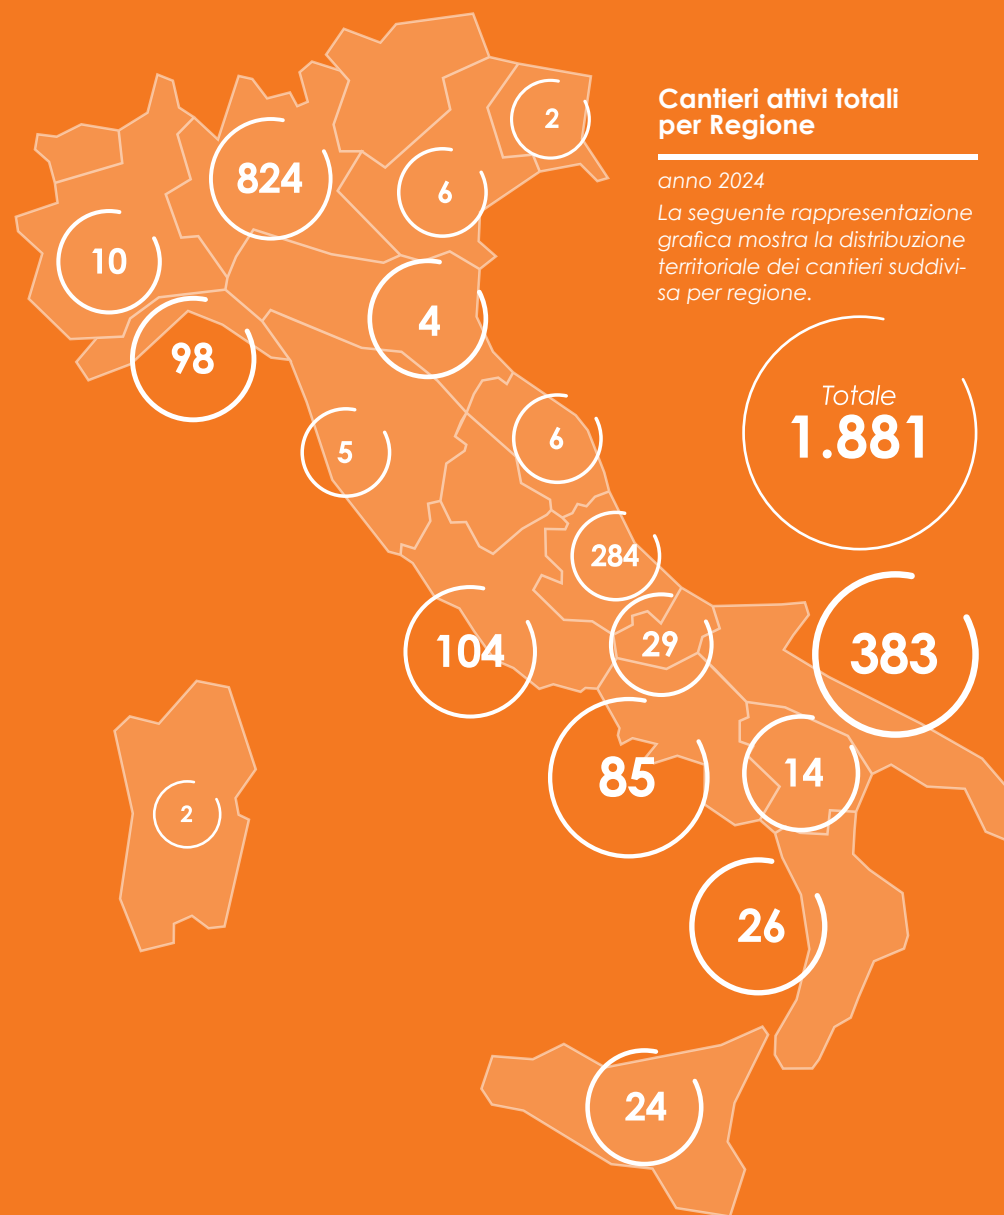 Cantieri attivi totali
per Regione
anno 2024
La seguente rappresentazione
grafica mostra la distribuzione
territoriale dei cantieri suddivi-
sa per regione.
Totale
1.881
2
824
6
10
4
98
5
6
284
104
29
383
85
14
2
26
24